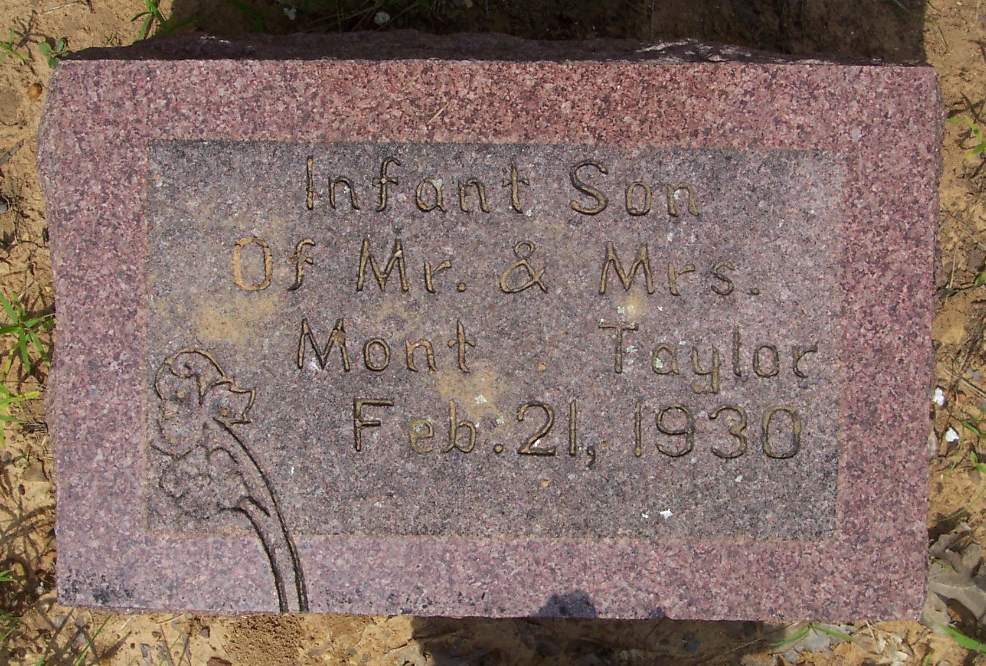 Infant Son
Of Mr. & Mrs.
Mont Taylor
Feb. 21, 1930